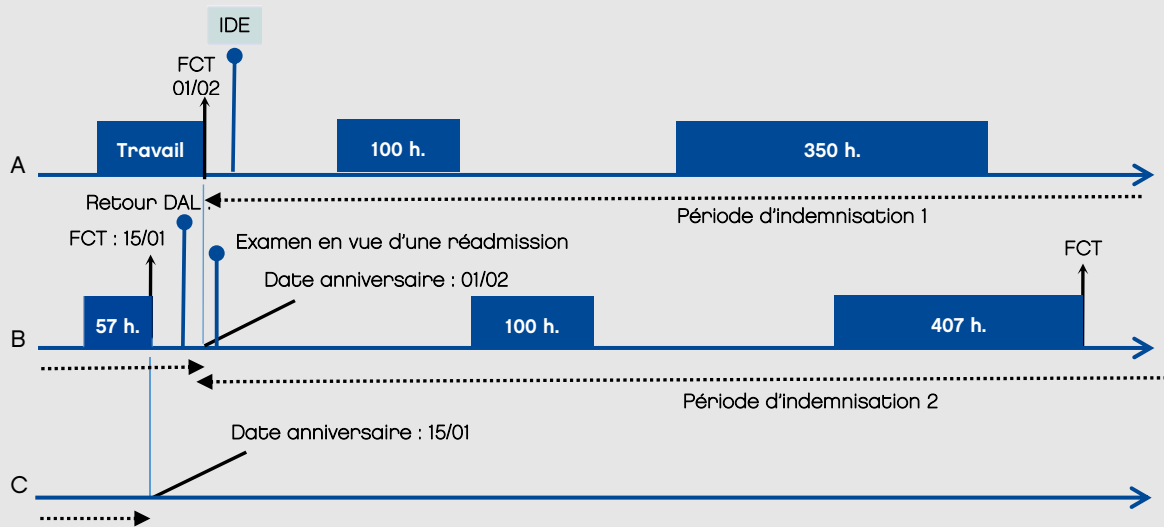 IDE
FCT
01/02
Travail
100 h.
350 h.
A
Période d'indemnisation 1
Retour DAL :
FCT : 15/01
Examen en vue d'une réadmission
Date anniversaire : 01/02
FCT
57 h.
100 h.
407 h.
B
Période d'indemnisation 2
Date anniversaire : 15/01
C